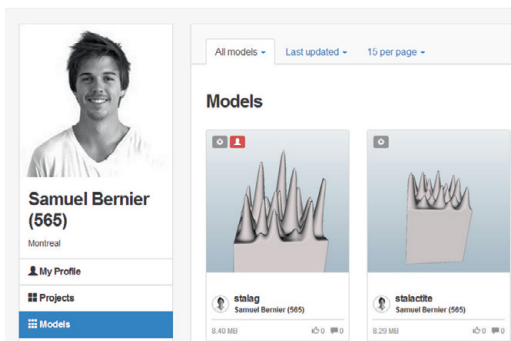 All models
Last updated
15 per page
Models
Samuel Bernier
(565)
Montreal
My Profile
Projects
Models
stalag
Samuel Bernier (565)
8.40 MB
0
0
stalactite
Samuel Bernier (565)
8.29 MB
0
0